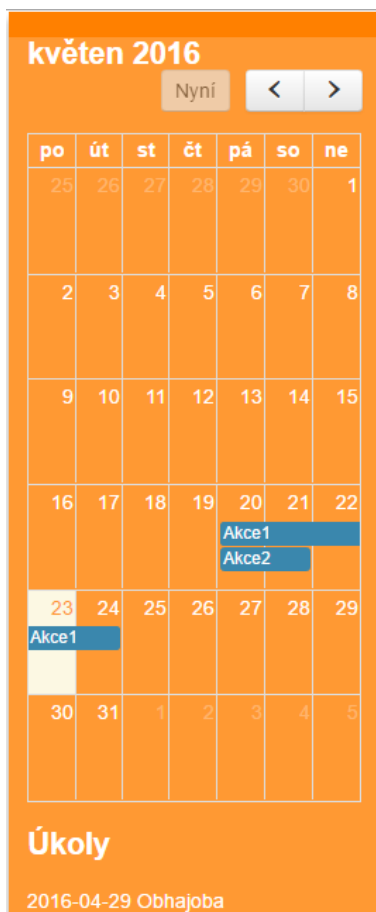 květen 2016
Nyní < >
po út st čt pá so ne
25 26 27 28 29 30 1
2 3 4 5 6 7 8
9 10 11 12 13 14 15
16 17 18 19 20 21 22
Akce1
Akce2
23 24 25 26 27 28 29
Akce1
30 31 1 2 3 4 5
Úkoly
2016-04-29 Obhajoba